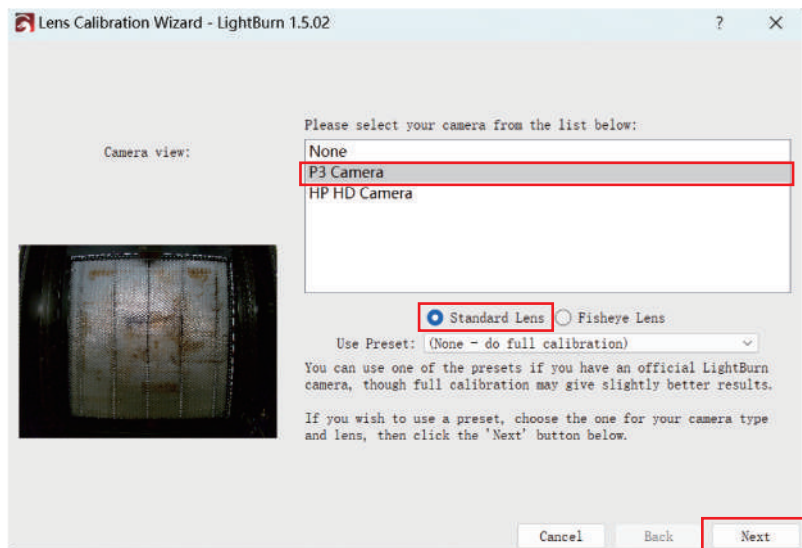 Lens Calibration Wizard - LightBurn 1.5.02
Please select your camera from the list below:
Camera view:
None
P3 Camera
HP HD Camera
Standard Lens Fisheye Lens
Use Preset: (None - do full calibration)
You can use one of the presets if you have an official LightBurn
camera, though full calibration may give slightly better results.
If you wish to use a preset, choose the one for your camera type
and lens, then click the 'Next' button below.
Cancel Back Next